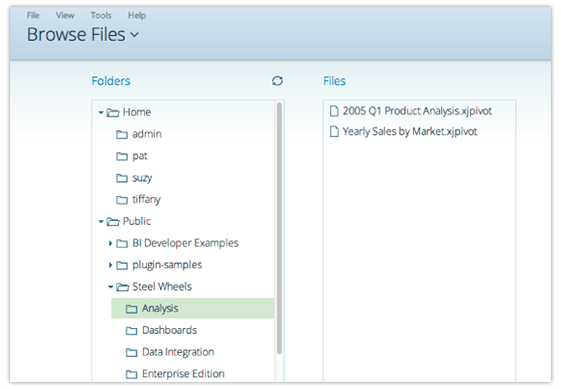 File View Tools Help
Browse Files
Folders
Files
Home
admin
pat
suzy
tiffany
Public
BI Developer Examples
plugin-samples
Steel Wheels
Analysis
Dashboards
Data Integration
Enterprise Edition
2005 Q1 Product Analysis.xjpivot
Yearly Sales by Market.xjpivot